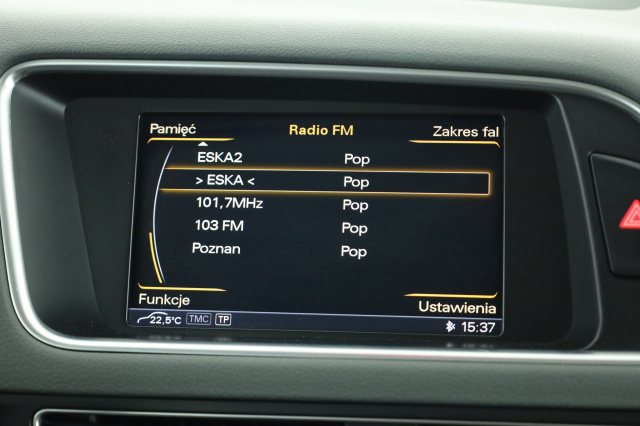 Pamięć Radio FM Zakres fal
ESKA2 Pop
> ESKA < Pop
101,7MHz Pop
103 FM Pop
Poznan Pop
Funkcje Ustawienia
22,5°C TMC TP 15:37